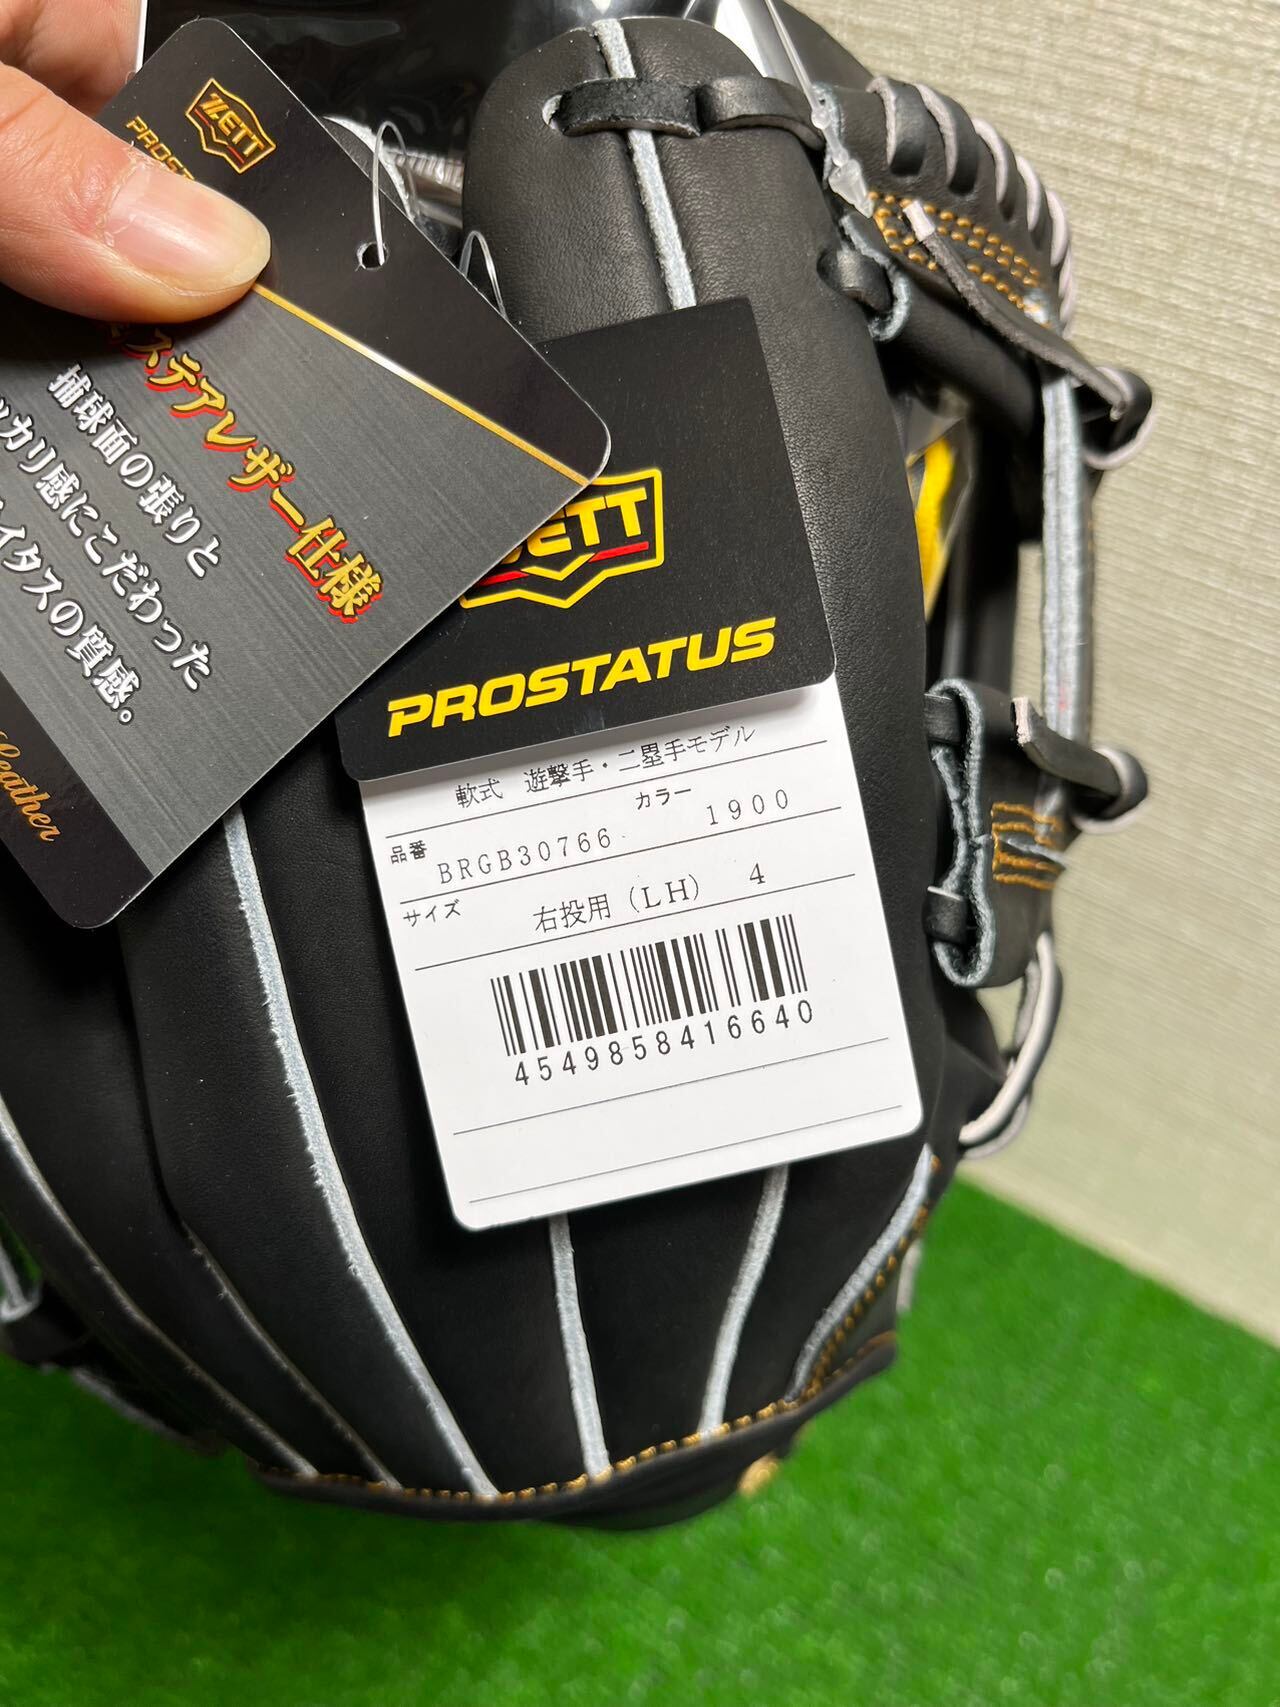 ZETT
ステアレザー仕様
捕球面の張りと
カリ感にこだわった
イタスの質感。
Leather
PROSTATUS
軟式 遊撃手・二塁手モデル
品番 BRGB30766 カラー 1900
サイズ 右投用(LH) 4
4549858416640